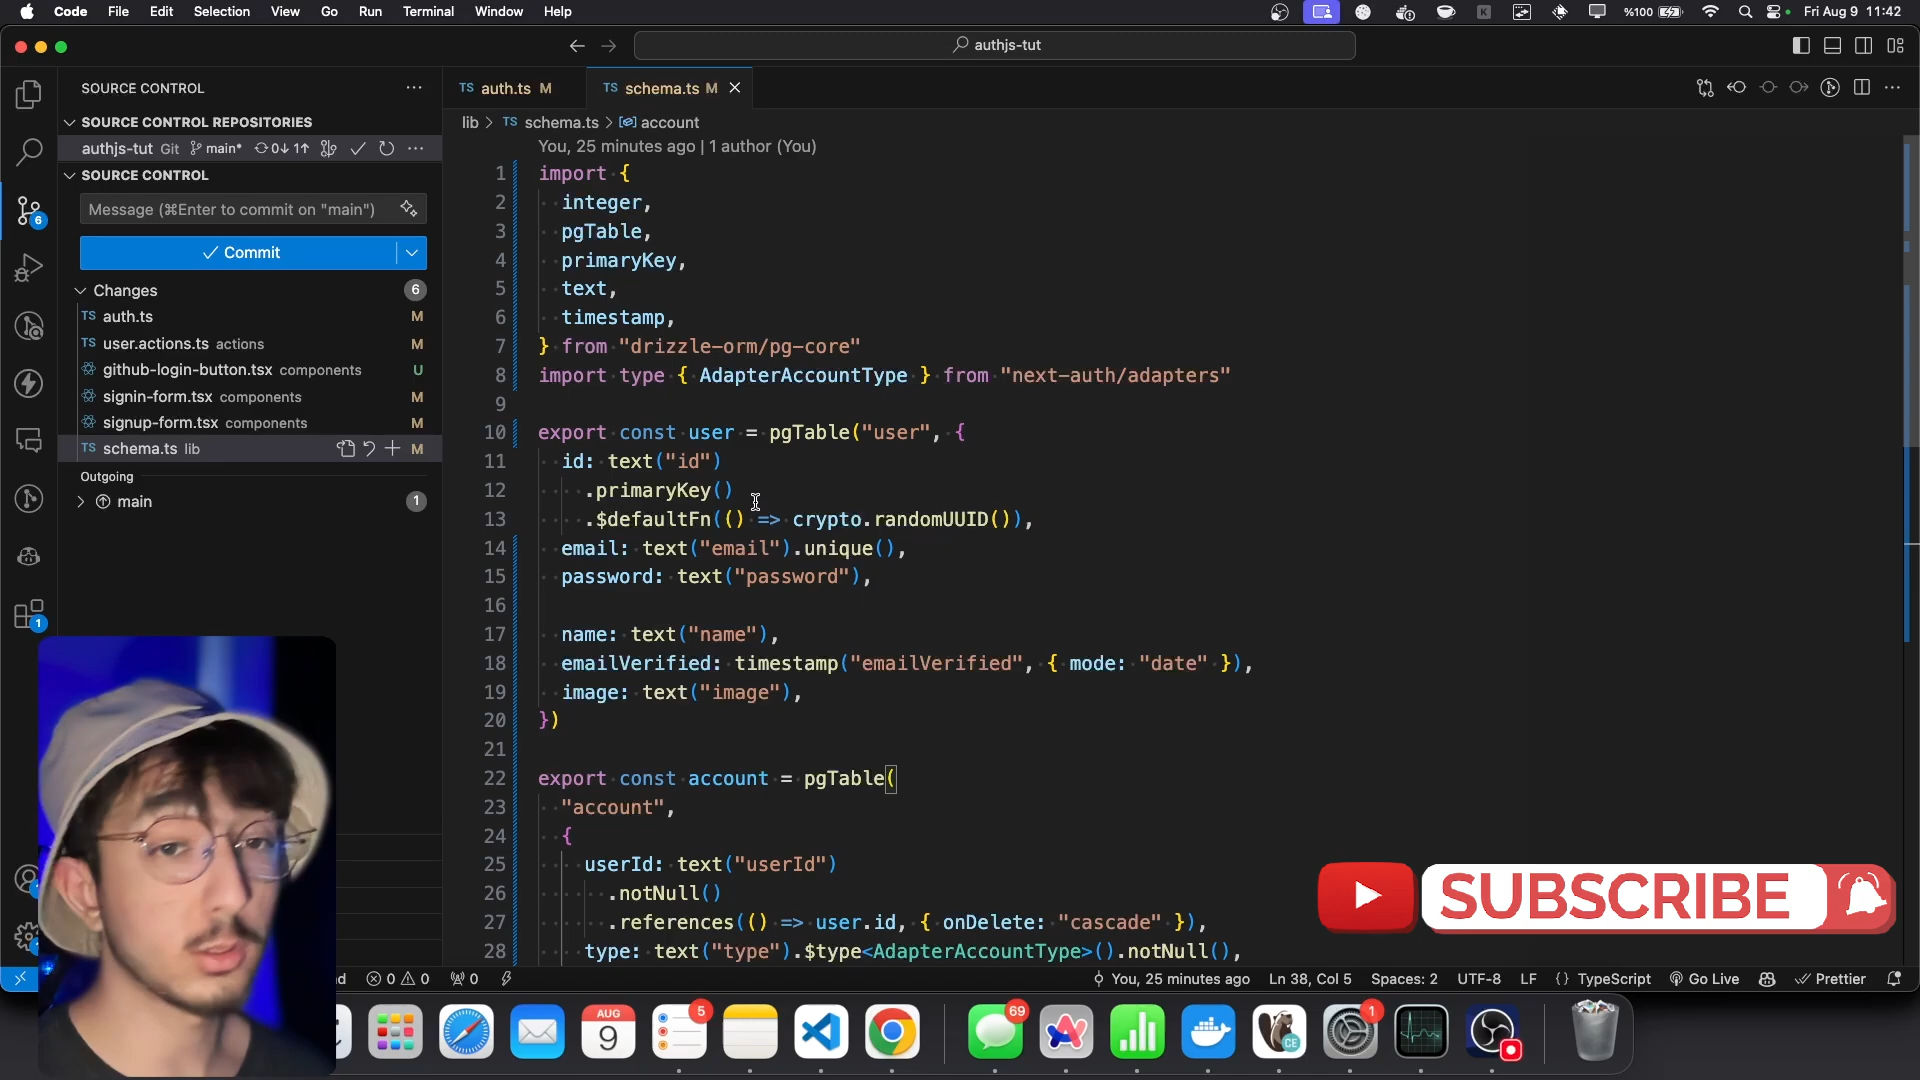 Code File Edit Selection View Go Run Terminal Window Help
%100 Fri Aug 9 11:42
authjs-tut
SOURCE CONTROL
SOURCE CONTROL REPOSITORIES
authjs-tut Git main* 0↓ 1↑
SOURCE CONTROL
Message (⌘Enter to commit on "main")
Commit
Changes 6
TS auth.ts M
TS user.actions.ts actions M
github-login-button.tsx components U
signin-form.tsx components M
signup-form.tsx components M
TS schema.ts lib M
Outgoing
main 1
6
1
TS auth.ts M
TS schema.ts M
lib > TS schema.ts > account
You, 25 minutes ago | 1 author (You)
1 import {
2 integer,
3 pgTable,
4 primaryKey,
5 text,
6 timestamp,
7 } from "drizzle-orm/pg-core"
8 import type { AdapterAccountType } from "next-auth/adapters"
9
10 export const user = pgTable("user", {
11 id: text("id")
12 .primaryKey()
13 .$defaultFn(() => crypto.randomUUID()),
14 email: text("email").unique(),
15 password: text("password"),
16
17 name: text("name"),
18 emailVerified: timestamp("emailVerified", { mode: "date" }),
19 image: text("image"),
20 })
21
22 export const account = pgTable(
23 "account",
24 {
25 userId: text("userId")
26 .notNull()
27 .references(() => user.id, { onDelete: "cascade" }),
28 type: text("type").$type<AdapterAccountType>().notNull(),
SUBSCRIBE
0 0 0 You, 25 minutes ago Ln 38, Col 5 Spaces: 2 UTF-8 LF {} TypeScript Go Live Prettier
AUG
9
5
69
CE
1